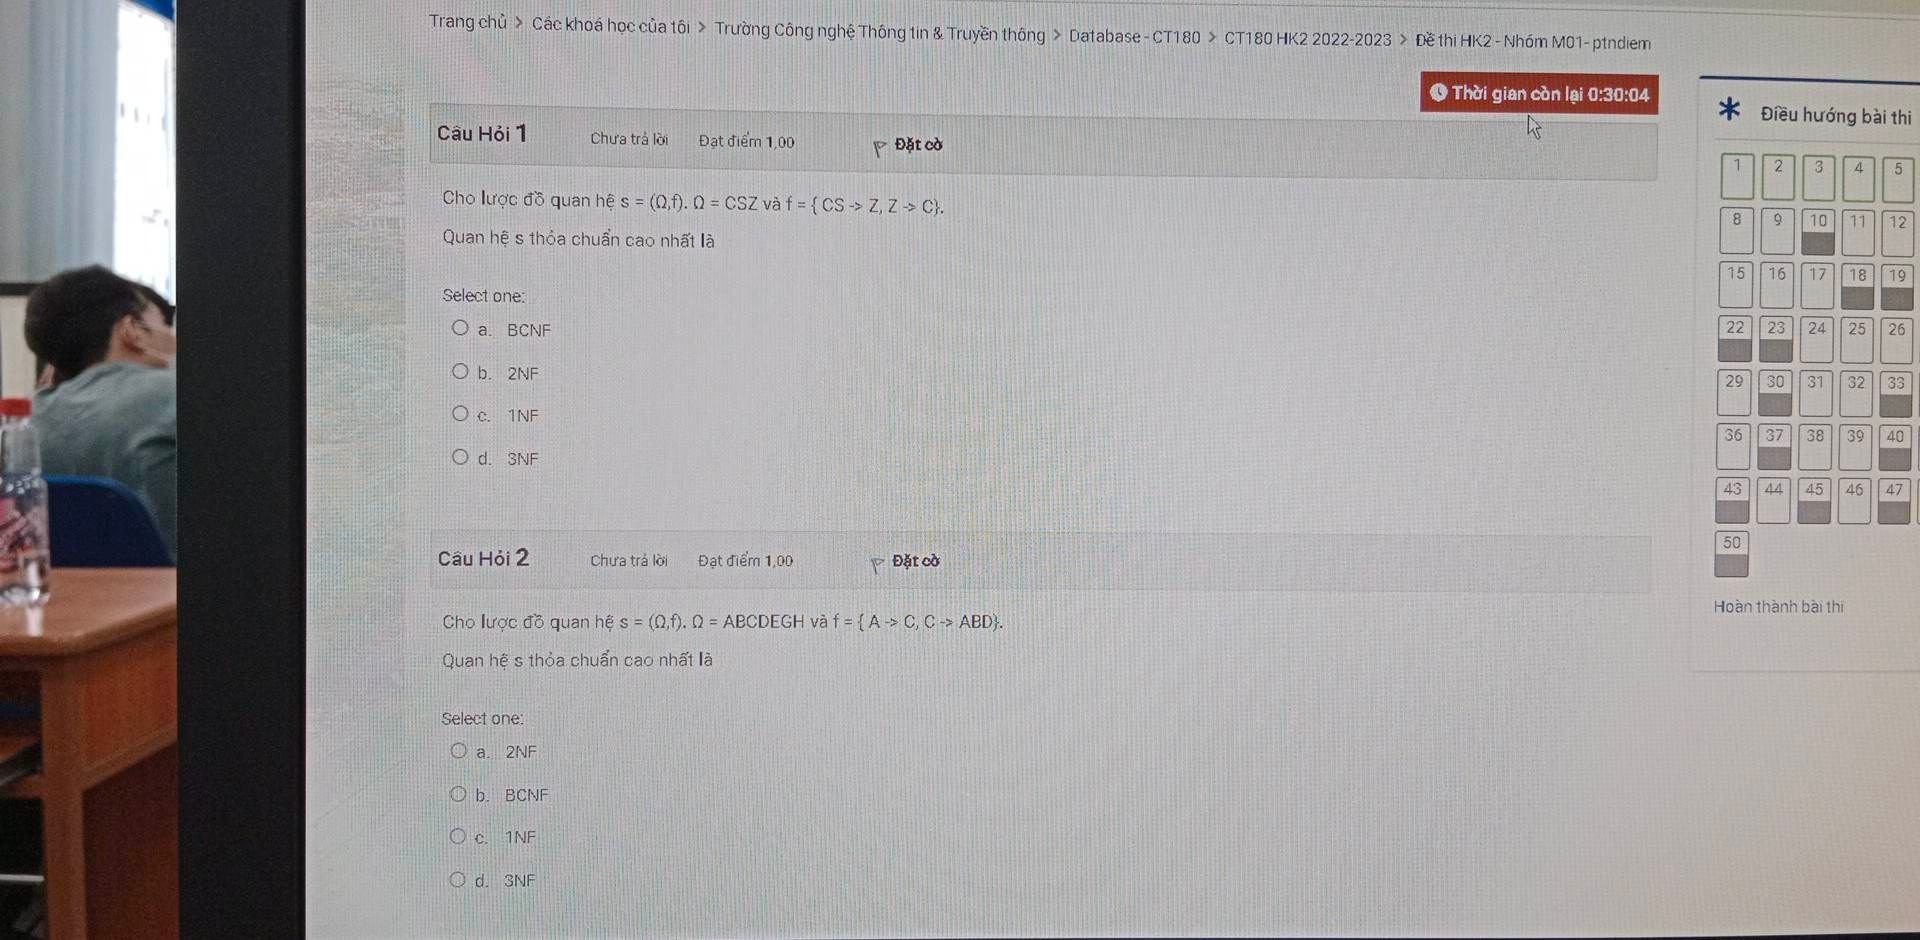 Trang chủ > Các khoá học của tôi > Trường Công nghệ Thông tin & Truyền thông > Database - CT180 > CT180 HK2 2022-2023 > Đề thi HK2 - Nhóm M01- ptndiem
Thời gian còn lại 0:30:04
Câu Hỏi 1 Chưa trả lời Đạt điểm 1,00 Đặt cờ
Cho lược đồ quan hệ s = (Ω,f). Ω = CSZ và f = { CS -> Z, Z -> C}.
Quan hệ s thỏa chuẩn cao nhất là
Select one:
a. BCNF
b. 2NF
c. 1NF
d. 3NF
Câu Hỏi 2 Chưa trả lời Đạt điểm 1,00 Đặt cờ
Cho lược đồ quan hệ s = (Ω,f). Ω = ABCDEGH và f = { A -> C, C -> ABD}.
Quan hệ s thỏa chuẩn cao nhất là
Select one:
a. 2NF
b. BCNF
c. 1NF
d. 3NF
Điều hướng bài thi
1 2 3 4 5
8 9 10 11 12
15 16 17 18 19
22 23 24 25 26
29 30 31 32 33
36 37 38 39 40
43 44 45 46 47
50
Hoàn thành bài thi